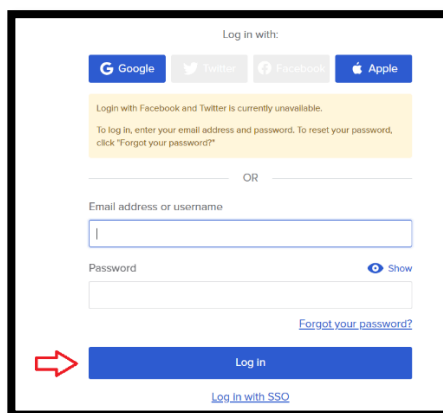 Log in with:
Google Twitter Facebook Apple
Login with Facebook and Twitter is currently unavailable.
To log in, enter your email address and password. To reset your password,
click "Forgot your password?"
OR
Email address or username
Password Show
Forgot your password?
Log in
Log in with SSO